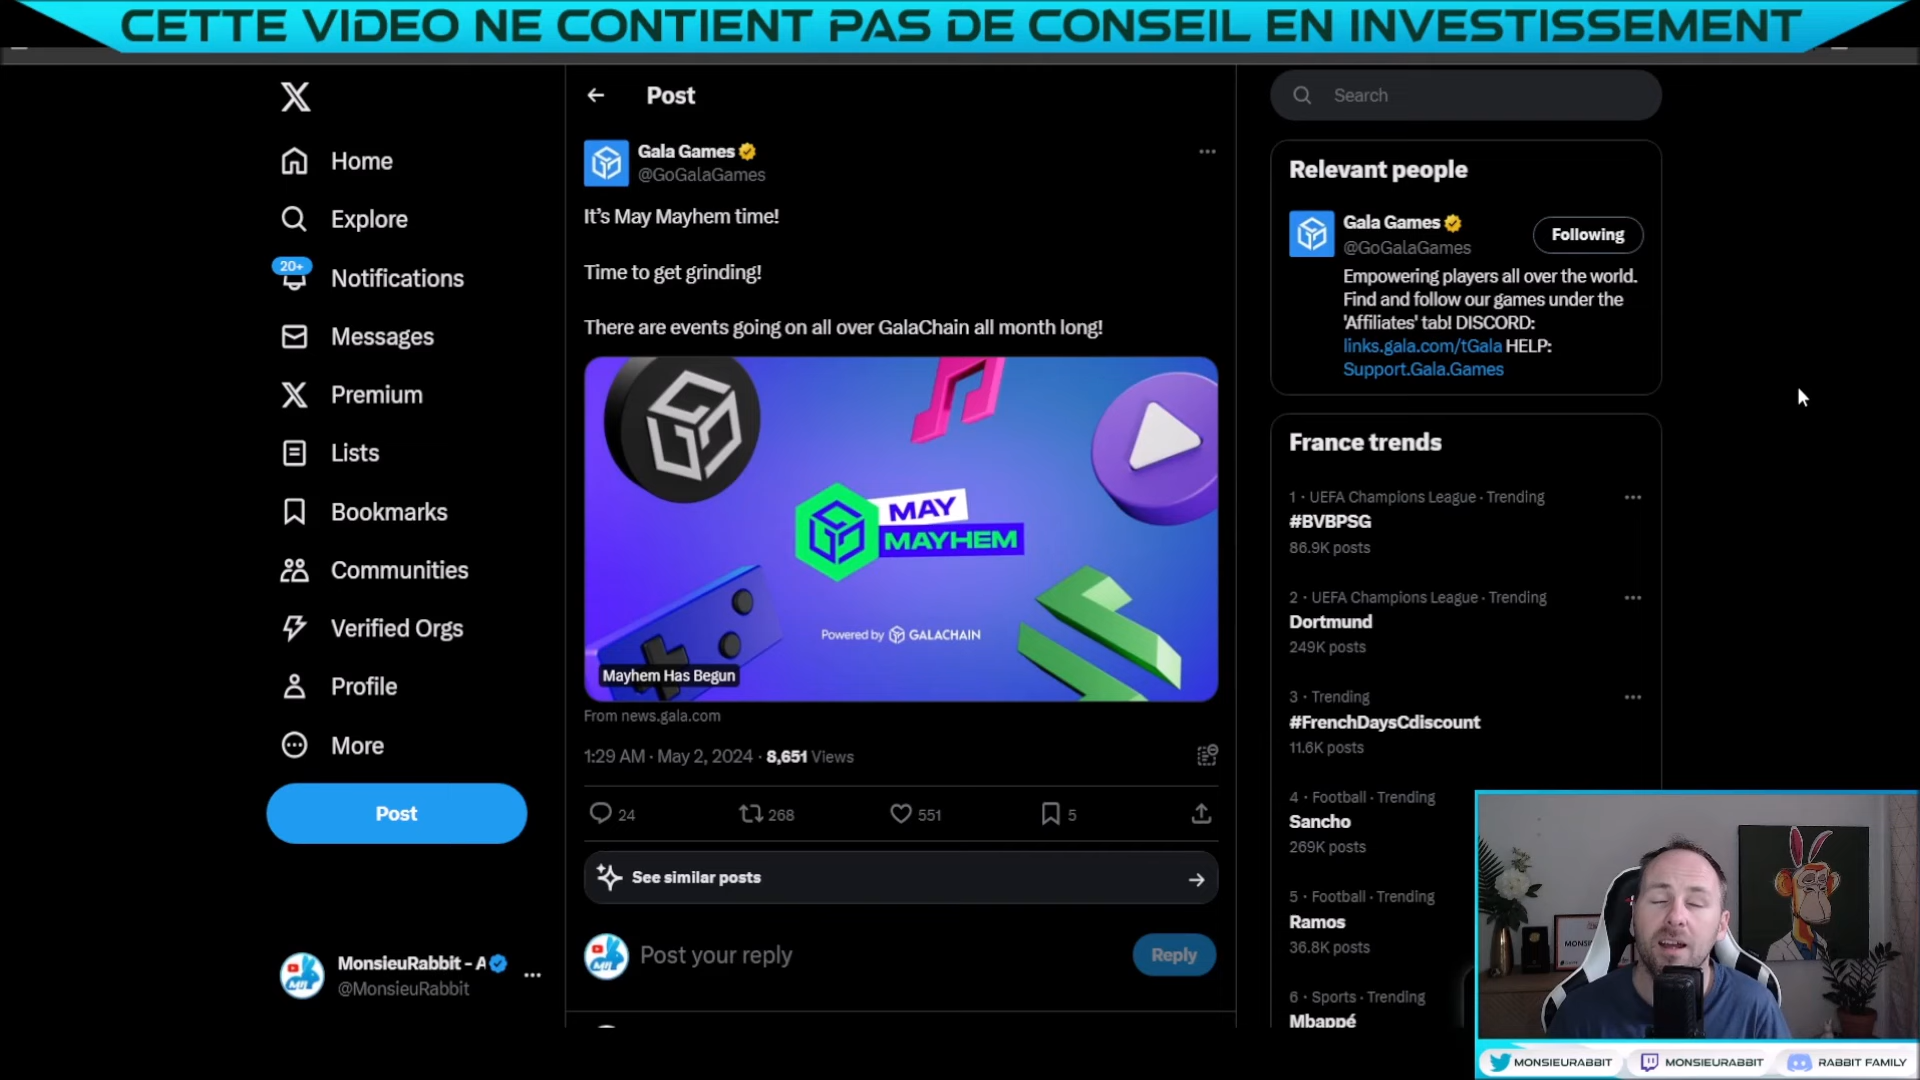 CETTE VIDEO NE CONTIENT PAS DE CONSEIL EN INVESTISSEMENT
Home
Explore
20+
Notifications
Messages
Premium
Lists
Bookmarks
Communities
Verified Orgs
Profile
More
Post
MonsieuRabbit - A
@MonsieuRabbit
Post
Gala Games
@GoGalaGames
It's May Mayhem time!
Time to get grinding!
There are events going on all over GalaChain all month long!
MAY
MAYHEM
Powered by GALACHAIN
Mayhem Has Begun
From news.gala.com
1:29 AM · May 2, 2024 · 8,651 Views
24 268 551 5
See similar posts
Post your reply
Reply
Search
Relevant people
Gala Games
@GoGalaGames
Following
Empowering players all over the world.
Find and follow our games under the
'Affiliates' tab! DISCORD:
links.gala.com/tGala HELP:
Support.Gala.Games
France trends
1 · UEFA Champions League · Trending
#BVBPSG
86.9K posts
2 · UEFA Champions League · Trending
Dortmund
249K posts
3 · Trending
#FrenchDaysCdiscount
11.6K posts
4 · Football · Trending
Sancho
269K posts
5 · Football · Trending
Ramos
36.8K posts
6 · Sports · Trending
Mbappé
MONSIEURABBIT
MONSIEURABBIT
RABBIT FAMILY